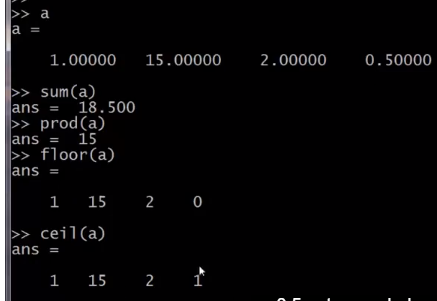 >> a
a =
1.00000 15.00000 2.00000 0.50000
>> sum(a)
ans = 18.500
>> prod(a)
ans = 15
>> floor(a)
ans =
1 15 2 0
>> ceil(a)
ans =
1 15 2 1